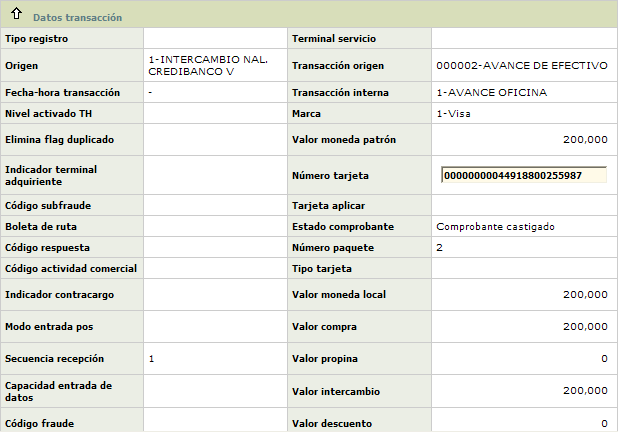 Datos transacción
Tipo registro
Terminal servicio
Origen
1-INTERCAMBIO NAL.
CREDIBANCO V
Transacción origen
000002-AVANCE DE EFECTIVO
Fecha-hora transacción
-
Transacción interna
1-AVANCE OFICINA
Nivel activado TH
Marca
1-Visa
Elimina flag duplicado
Valor moneda patrón
200,000
Indicador terminal
adquiriente
Número tarjeta
00000000044918800255987
Código subfraude
Tarjeta aplicar
Boleta de ruta
Estado comprobante
Comprobante castigado
Código respuesta
Número paquete
2
Código actividad comercial
Tipo tarjeta
Indicador contracargo
Valor moneda local
200,000
Modo entrada pos
Valor compra
200,000
Secuencia recepción
1
Valor propina
0
Capacidad entrada de
datos
Valor intercambio
200,000
Código fraude
Valor descuento
0